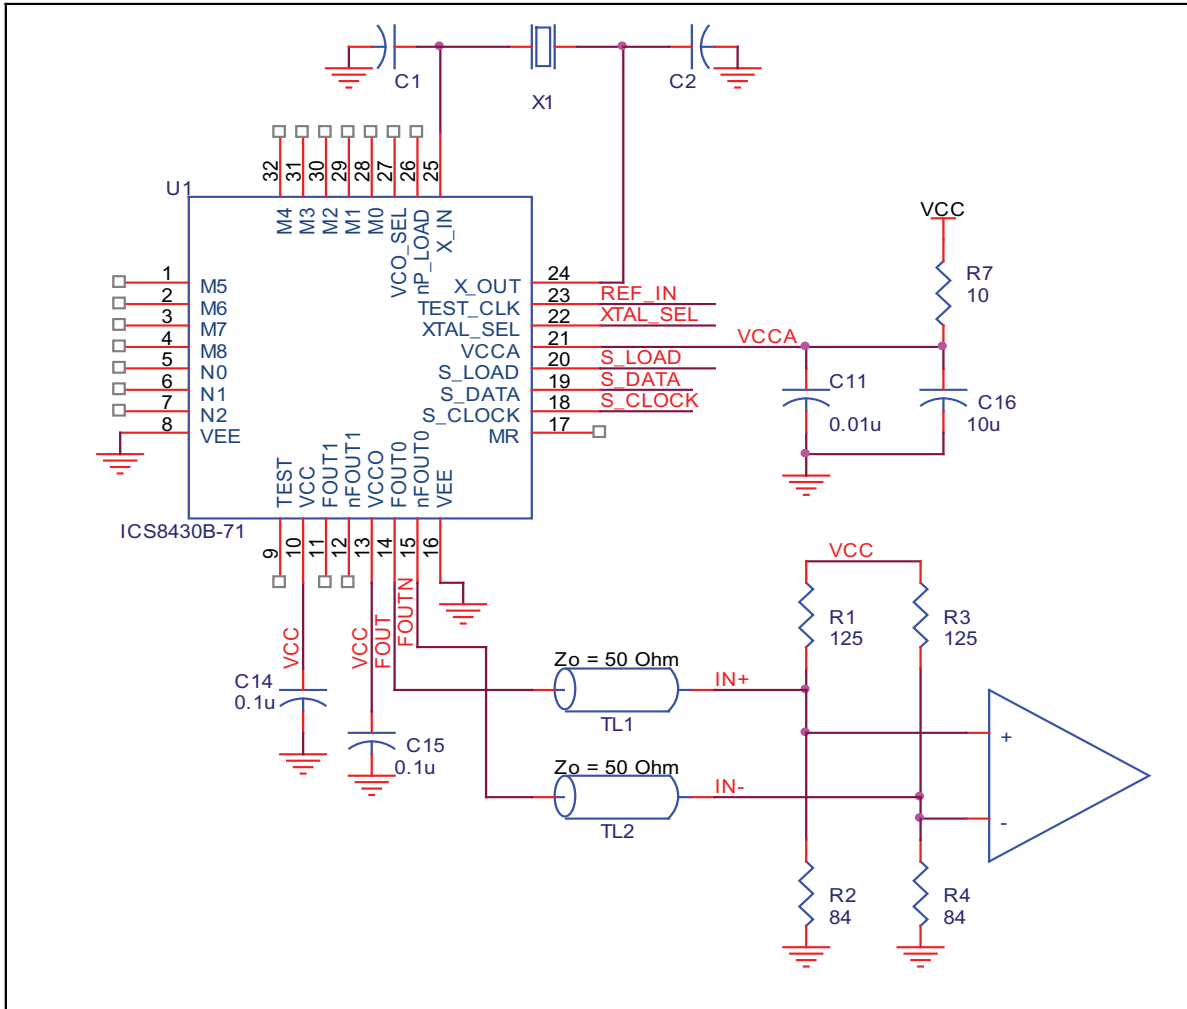 C1
X1
C2
32
31
30
29
28
27
26
25
U1
M4
M3
M2
M1
M0
VCO_SEL
nP_LOAD
X_IN
VCC
R7
10
1
M5
2
M6
3
M7
4
M8
5
N0
6
N1
7
N2
8
VEE
X_OUT
24
TEST_CLK
23
REF_IN
XTAL_SEL
22
XTAL_SEL
VCCA
21
VCCA
S_LOAD
20
S_LOAD
S_DATA
19
S_DATA
S_CLOCK
18
S_CLOCK
MR
17
C11
0.01u
C16
10u
TEST
VCC
FOUT1
nFOUT1
VCCO
FOUT0
nFOUT0
VEE
ICS8430B-71
9
10
11
12
13
14
15
16
VCC
VCC
FOUT
FOUTN
C14
0.1u
C15
0.1u
VCC
R1
125
R3
125
Zo = 50 Ohm
IN+
TL1
Zo = 50 Ohm
IN-
TL2
+
-
R2
84
R4
84